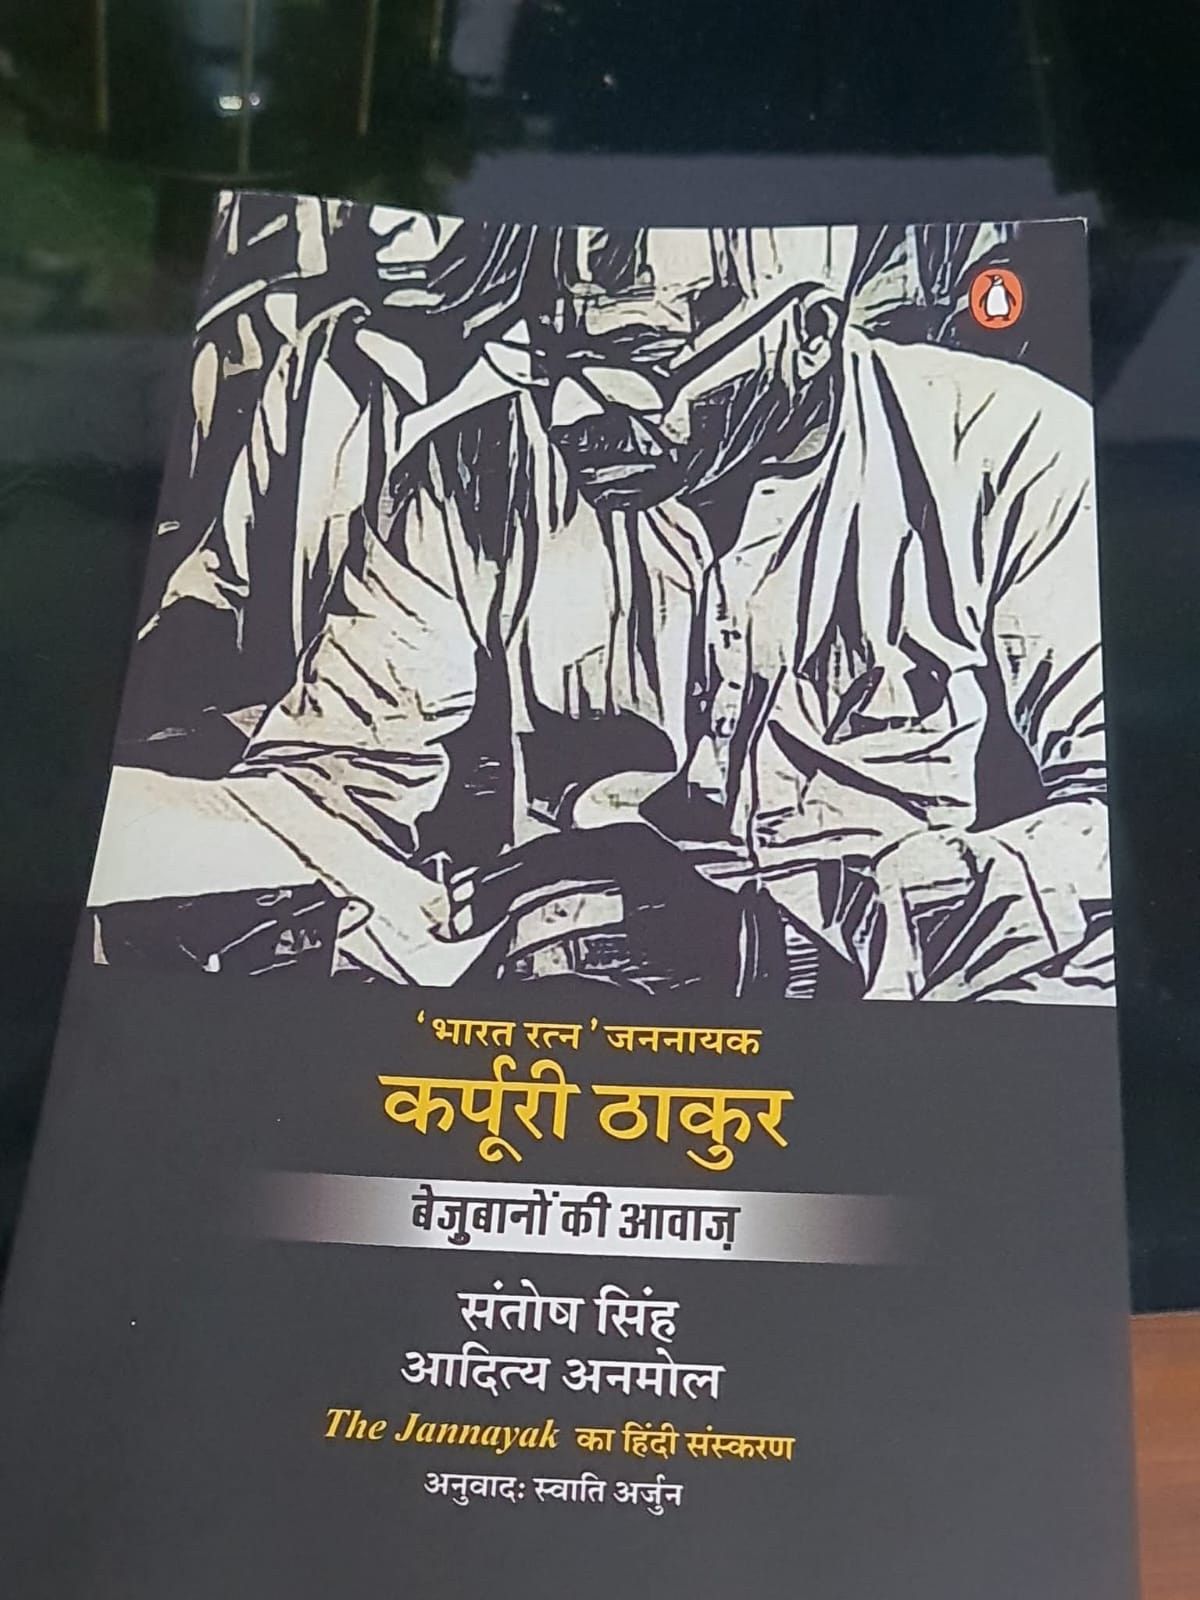 ‘भारत रत्न’ जननायक
कर्पूरी ठाकुर
बेजुबानों की आवाज़
संतोष सिंह
आदित्य अनमोल
The Jannayak का हिंदी संस्करण
अनुवाद: स्वाति अर्जुन